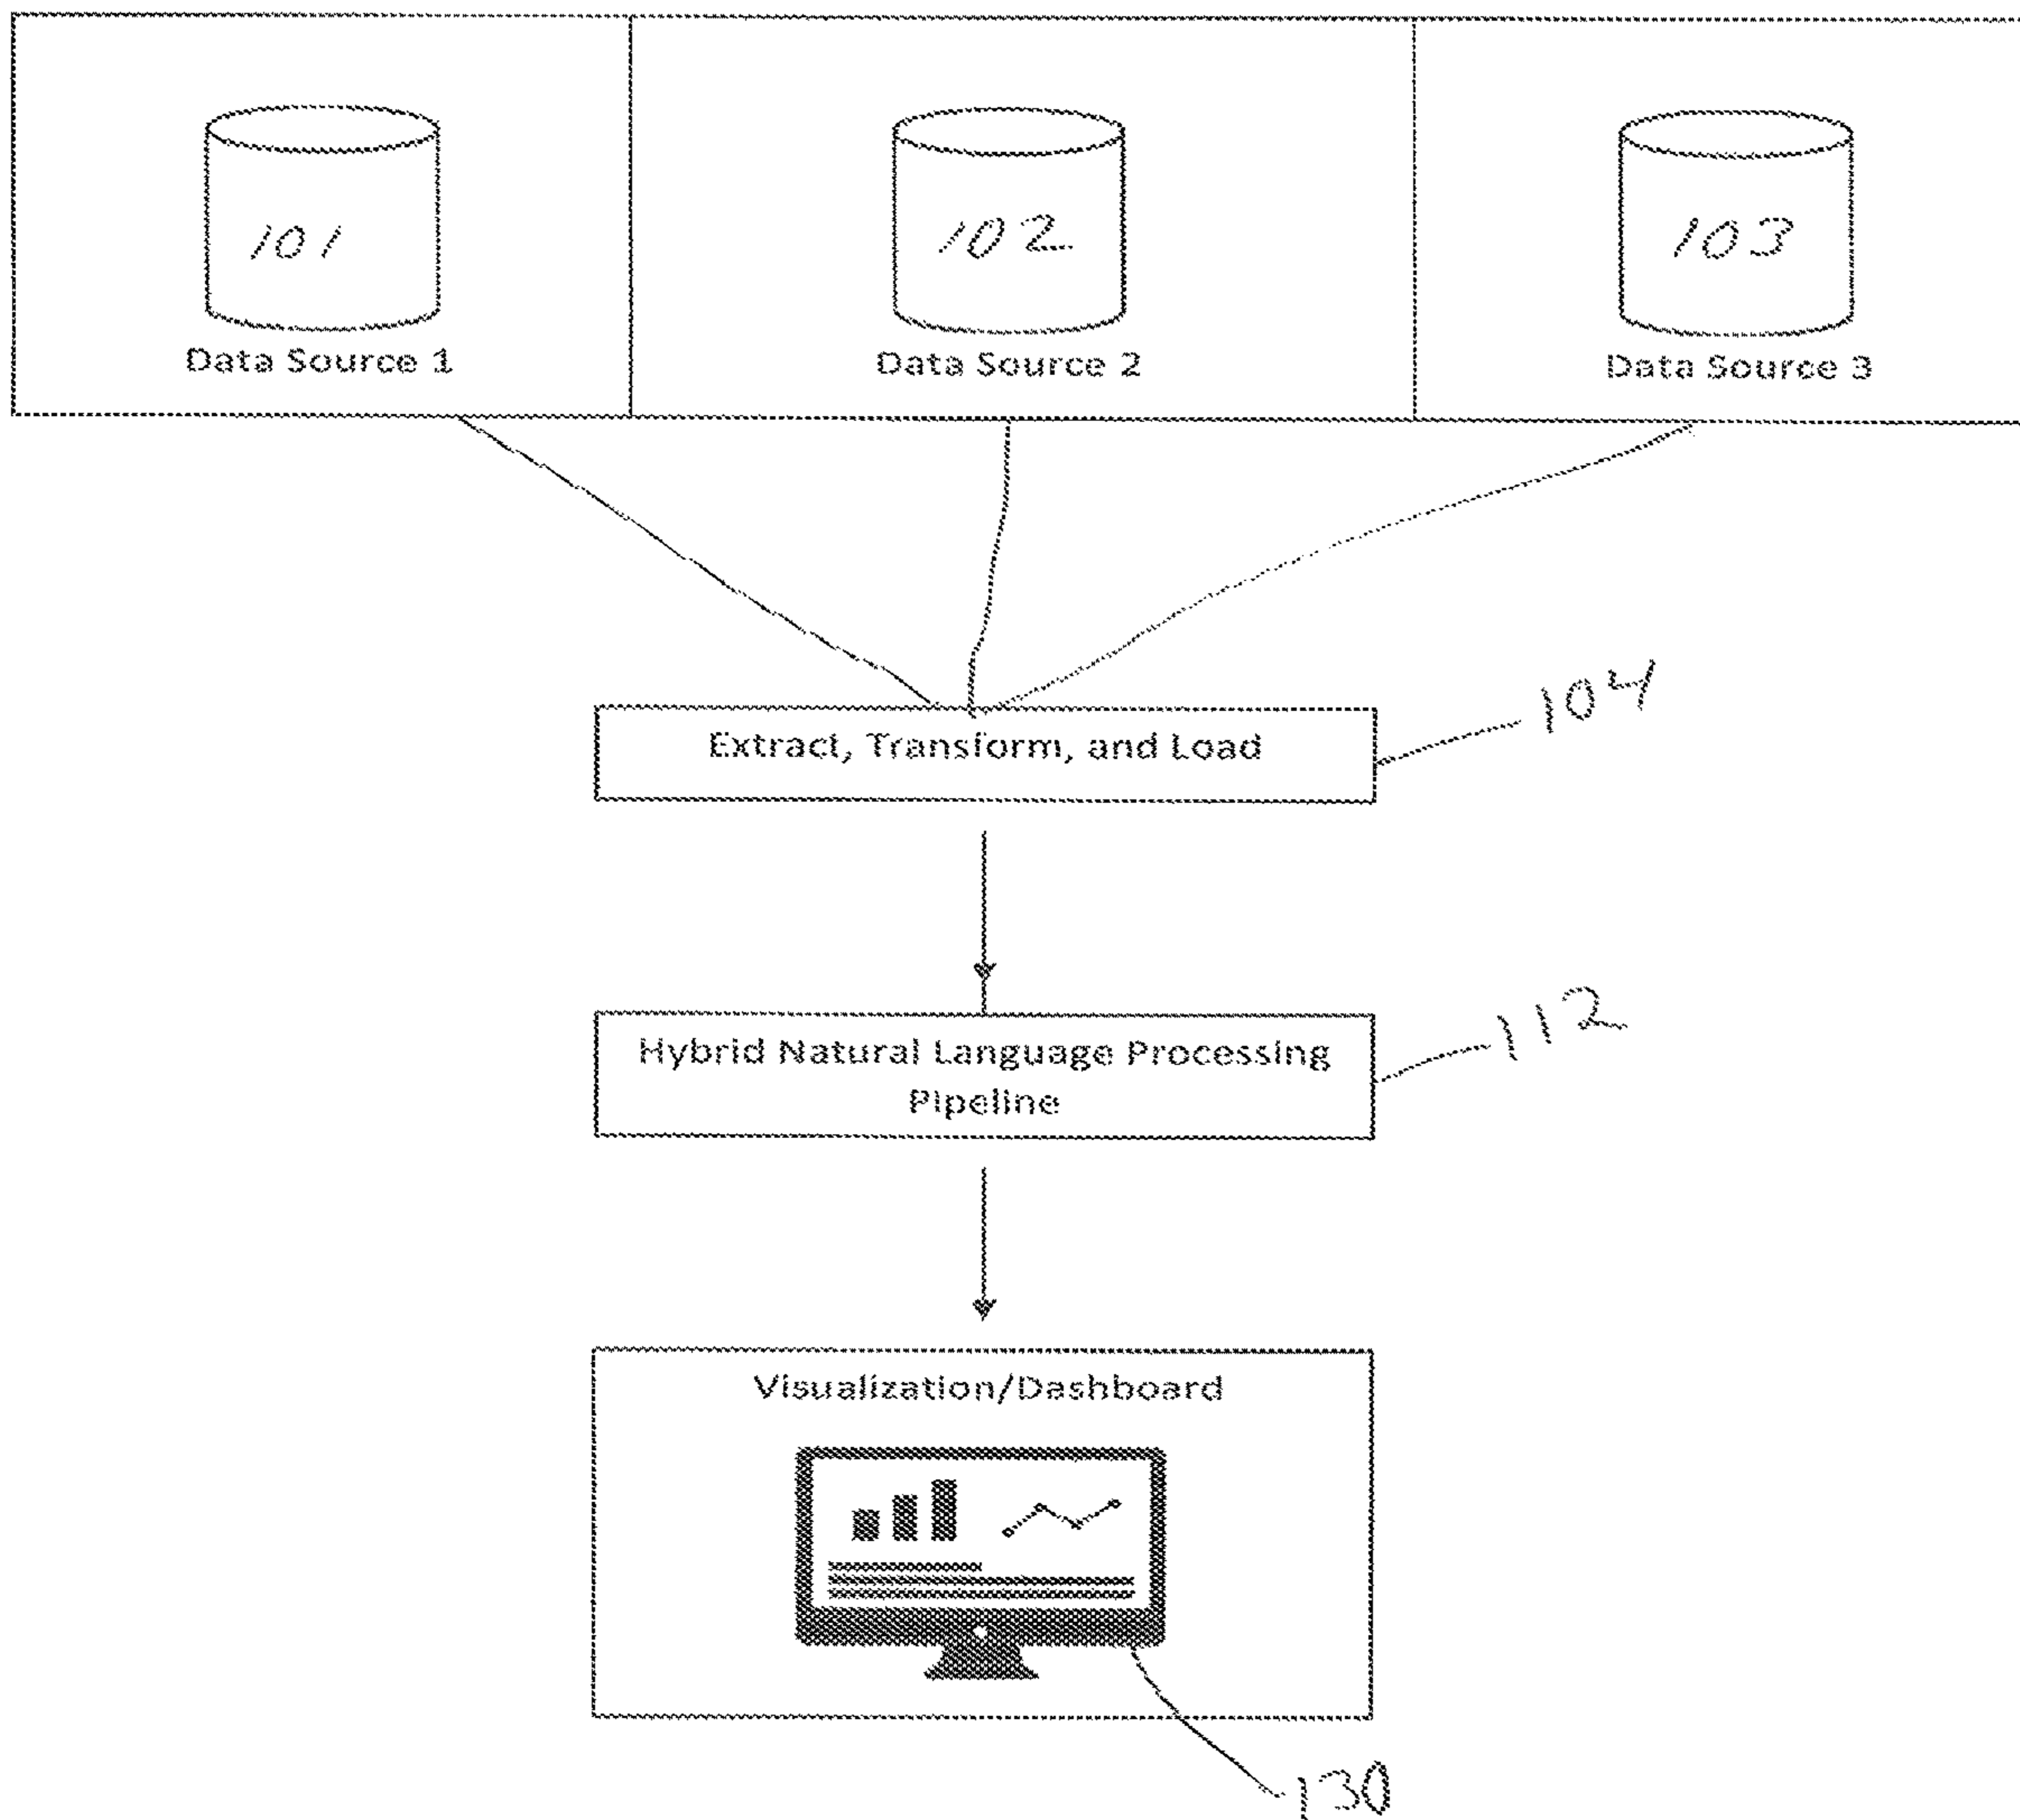 101
102
103
Data Source 1
Data Source 2
Data Source 3
Extract, Transform, and Load
104
Hybrid Natural Language Processing
Pipeline
112
Visualization/Dashboard
130